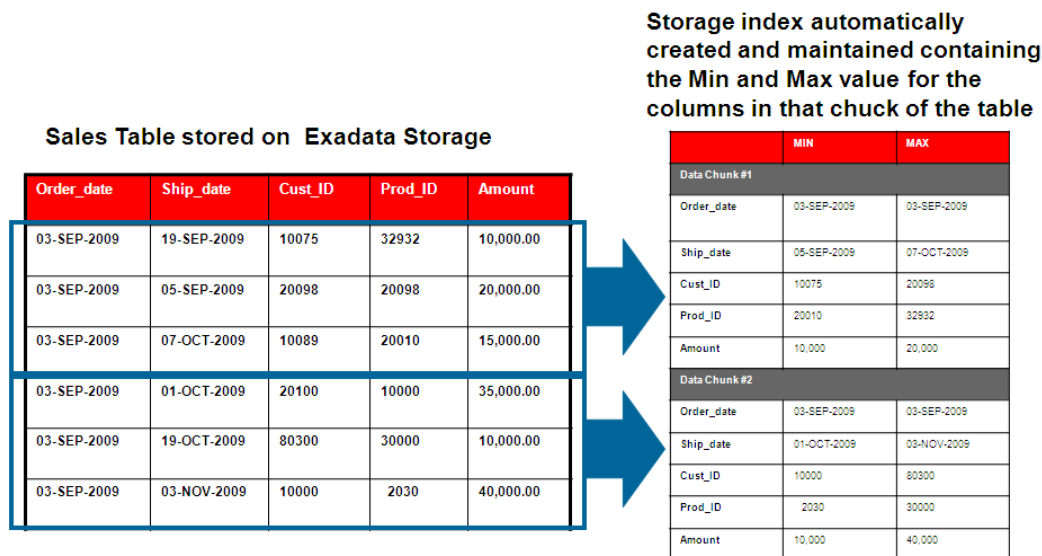 Storage index automatically
created and maintained containing
the Min and Max value for the
columns in that chuck of the table
Sales Table stored on Exadata Storage
Order_date Ship_date Cust_ID Prod_ID Amount
03-SEP-2009 19-SEP-2009 10075 32932 10,000.00
03-SEP-2009 05-SEP-2009 20098 20098 20,000.00
03-SEP-2009 07-OCT-2009 10089 20010 15,000.00
03-SEP-2009 01-OCT-2009 20100 10000 35,000.00
03-SEP-2009 19-OCT-2009 80300 30000 10,000.00
03-SEP-2009 03-NOV-2009 10000 2030 40,000.00
MIN MAX
Data Chunk #1
Order_date 03-SEP-2009 03-SEP-2009
Ship_date 05-SEP-2009 07-OCT-2009
Cust_ID 10075 20098
Prod_ID 20010 32932
Amount 10,000 20,000
Data Chunk #2
Order_date 03-SEP-2009 03-SEP-2009
Ship_date 01-OCT-2009 03-NOV-2009
Cust_ID 10000 80300
Prod_ID 2030 30000
Amount 10,000 40,000